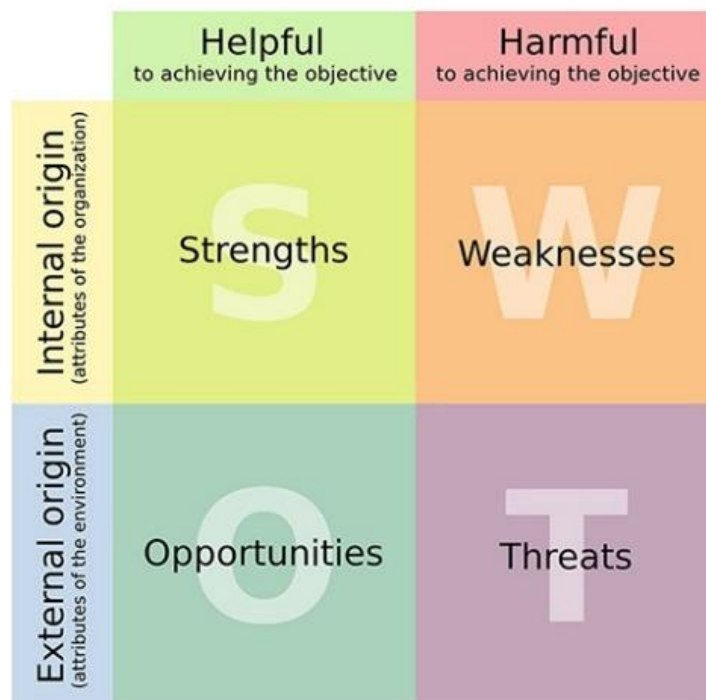 Helpful
to achieving the objective
Harmful
to achieving the objective
Internal origin
(attributes of the organization)
S
Strengths
W
Weaknesses
External origin
(attributes of the environment)
O
Opportunities
T
Threats